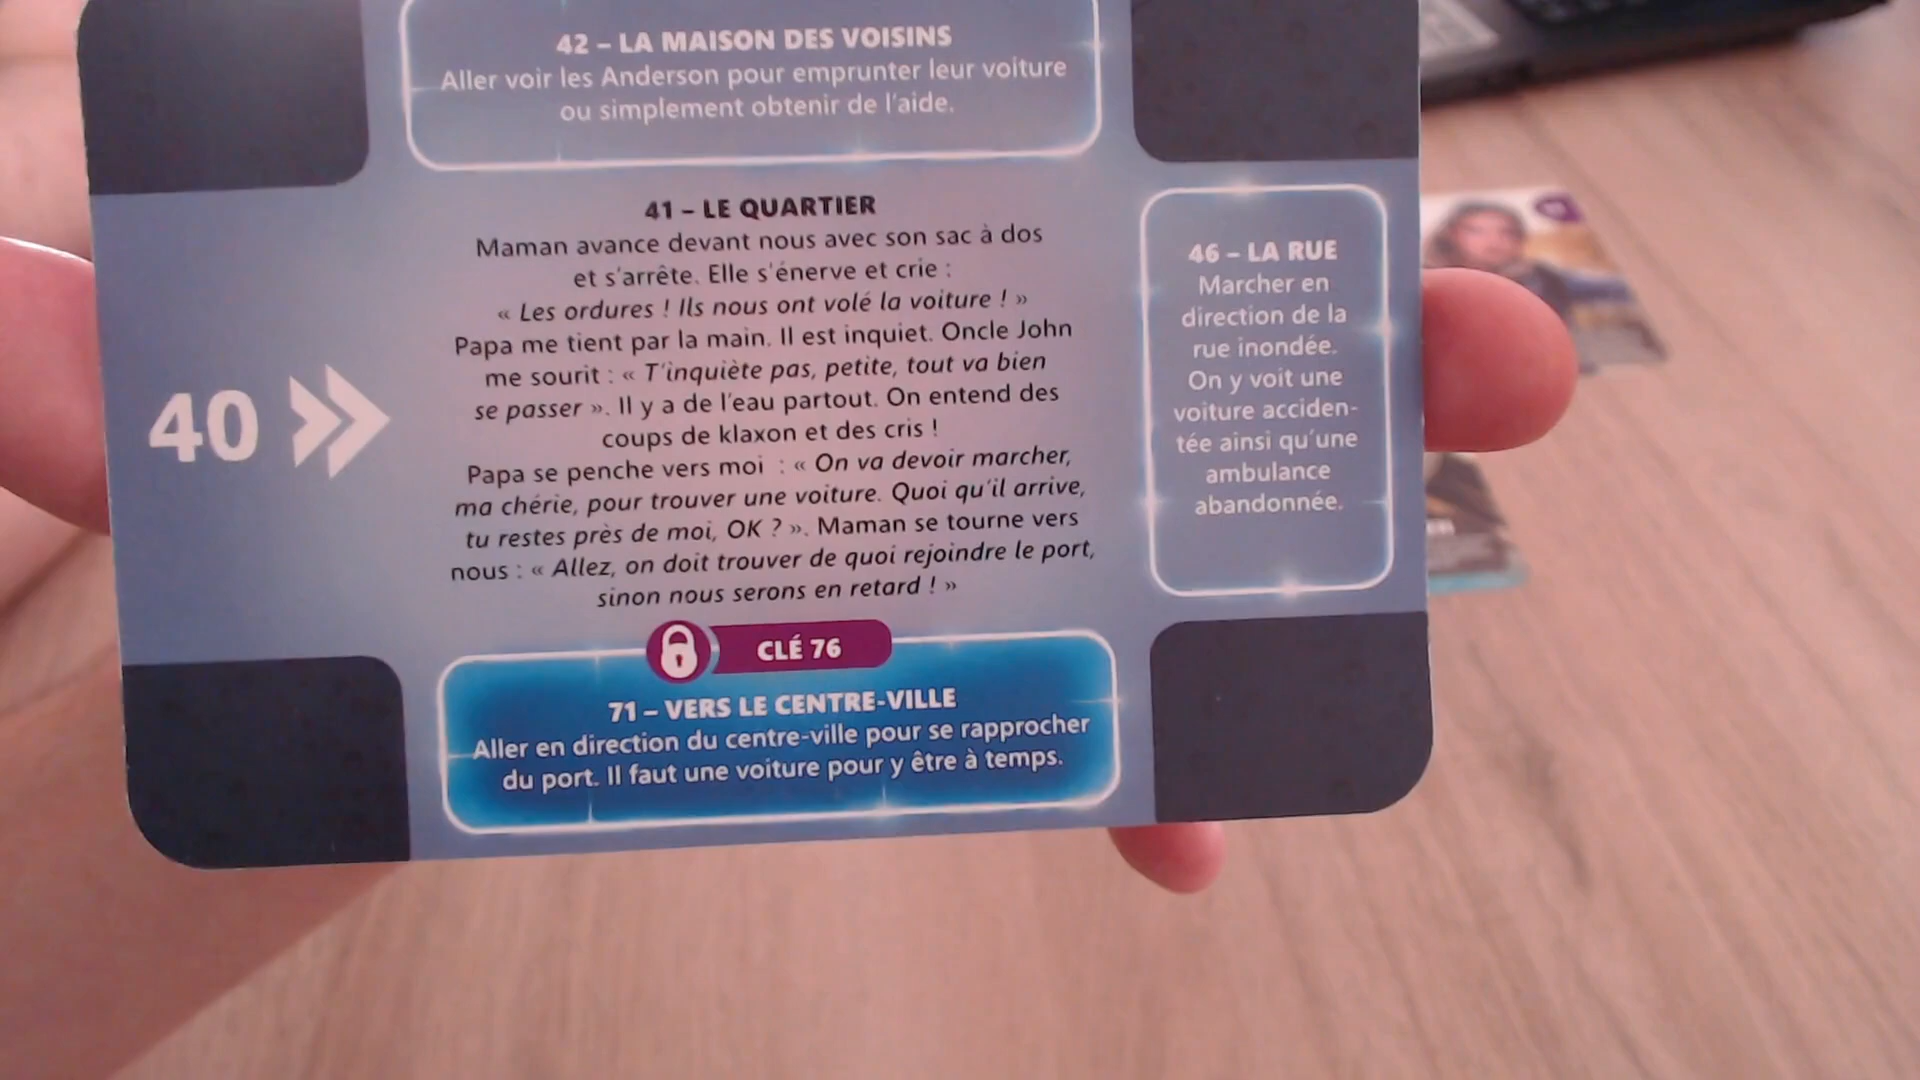 42 – LA MAISON DES VOISINS
Aller voir les Anderson pour emprunter leur voiture
ou simplement obtenir de l'aide.
41 – LE QUARTIER
Maman avance devant nous avec son sac à dos
et s'arrête. Elle s'énerve et crie :
« Les ordures ! Ils nous ont volé la voiture ! »
Papa me tient par la main. Il est inquiet. Oncle John
me sourit : « T'inquiète pas, petite, tout va bien
se passer ». Il y a de l'eau partout. On entend des
coups de klaxon et des cris !
Papa se penche vers moi : « On va devoir marcher,
ma chérie, pour trouver une voiture. Quoi qu'il arrive,
tu restes près de moi, OK ? ». Maman se tourne vers
nous : « Allez, on doit trouver de quoi rejoindre le port,
sinon nous serons en retard ! »
40
46 – LA RUE
Marcher en
direction de la
rue inondée.
On y voit une
voiture acciden-
tée ainsi qu'une
ambulance
abandonnée.
CLÉ 76
71 – VERS LE CENTRE-VILLE
Aller en direction du centre-ville pour se rapprocher
du port. Il faut une voiture pour y être à temps.